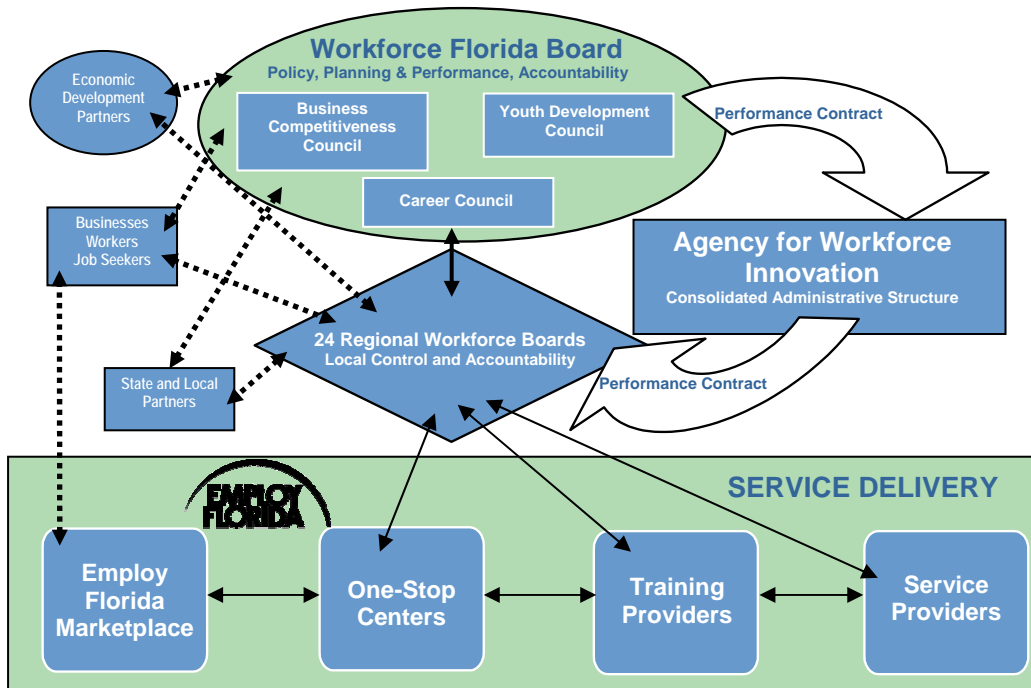 Workforce Florida Board
Policy, Planning & Performance, Accountability
Economic
Development
Partners
Business
Competitiveness
Council
Youth Development
Council
Career Council
Performance Contract
Businesses
Workers
Job Seekers
Agency for Workforce
Innovation
Consolidated Administrative Structure
24 Regional Workforce Boards
Local Control and Accountability
State and Local
Partners
Performance Contract
EMPLOY
FLORIDA
SERVICE DELIVERY
Employ
Florida
Marketplace
One-Stop
Centers
Training
Providers
Service
Providers